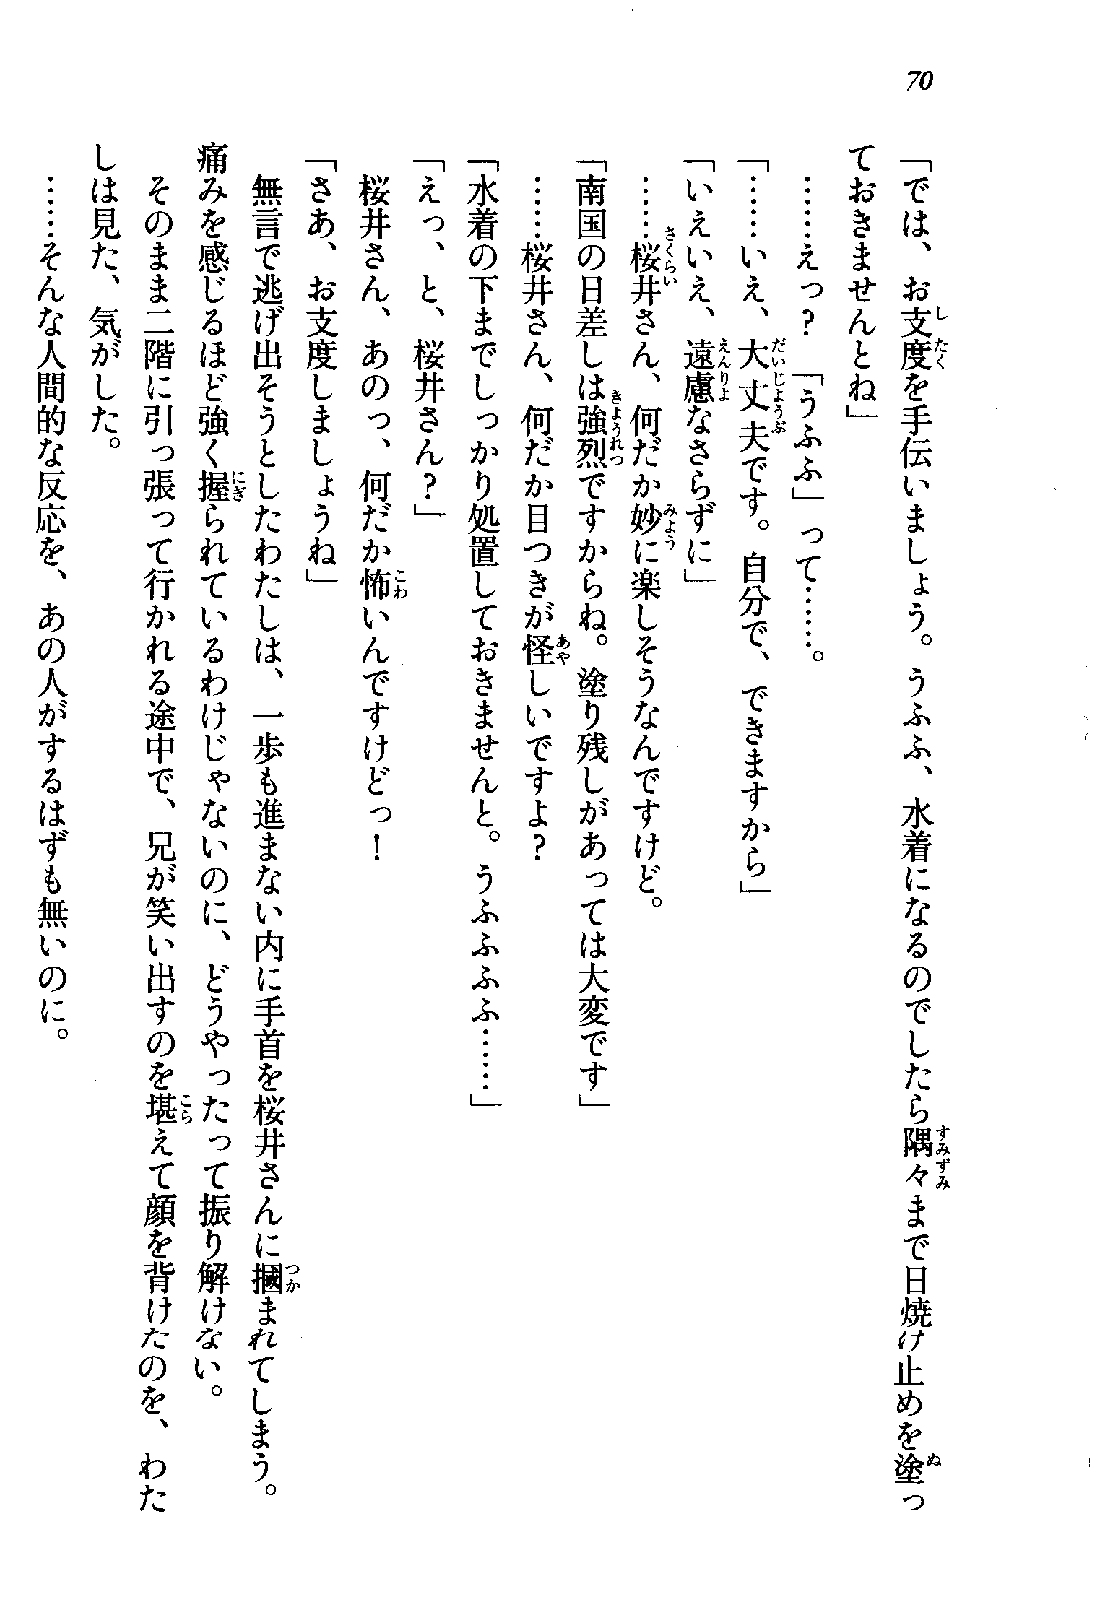 70
「では、お支度を手伝いましょう。うふふ、水着になるのでしたら隅々まで日焼け止めを塗っ
ておきませんとね」
……えっ？「うふふ」って……。
「……いえ、大丈夫です。自分で、できますから」
「いえいえ、遠慮なさらずに」
……桜井さん、何だか妙に楽しそうなんですけど。
「南国の日差しは強烈ですからね。塗り残しがあっては大変です」
……桜井さん、何だか目つきが怪しいですよ？
「水着の下までしっかり処置しておきませんと。うふふふふ……」
「えっ、と、桜井さん？」
桜井さん、あのっ、何だか怖いんですけどっ！
「さあ、お支度しましょうね」
無言で逃げ出そうとしたわたしは、一歩も進まない内に手首を桜井さんに摑まれてしまう。
痛みを感じるほど強く握られているわけじゃないのに、どうやったって振り解けない。
そのまま二階に引っ張って行かれる途中で、兄が笑い出すのを堪えて顔を背けたのを、わた
しは見た、気がした。
……そんな人間的な反応を、あの人がするはずも無いのに。